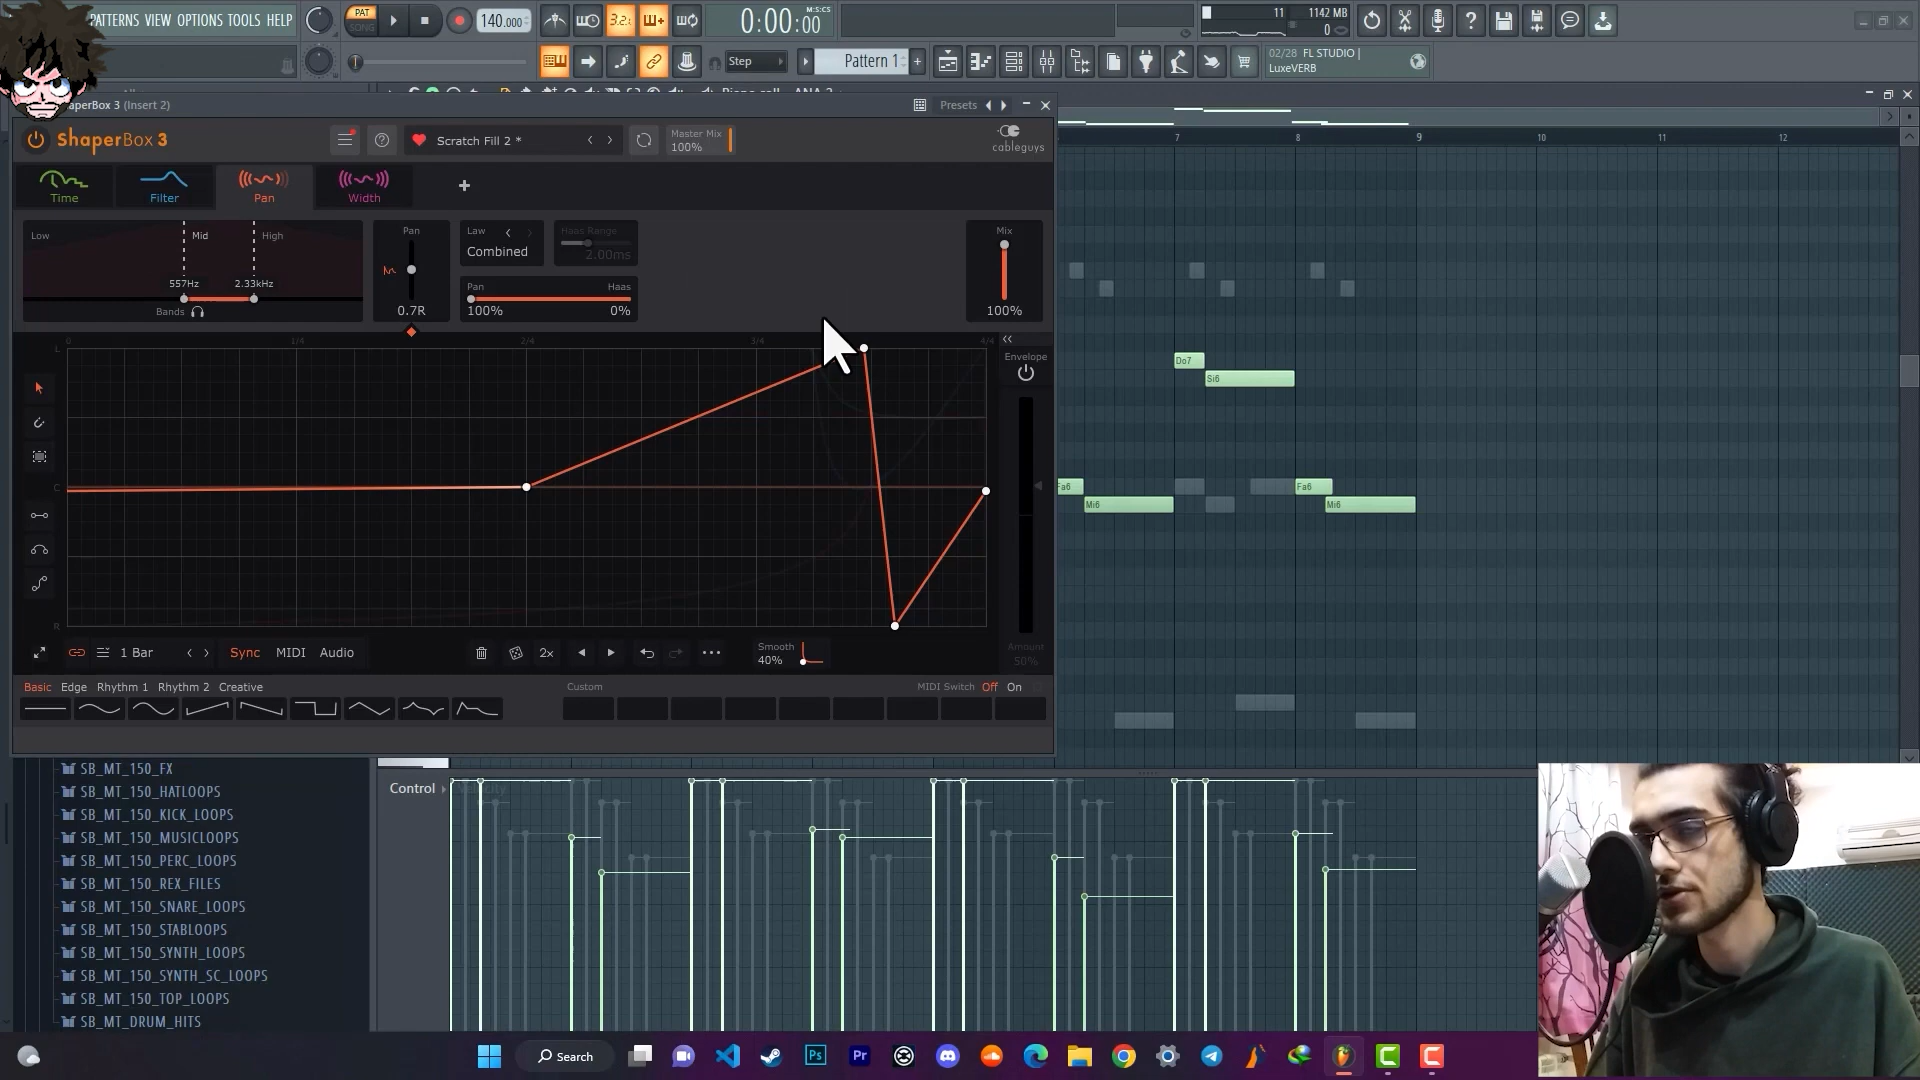 PATTERNS VIEW OPTIONS TOOLS HELP
PAT
SONG
140.000
3.2.
0:00:00
M:S:CS
11
1142 MB
0
Step
Pattern 1
02/28 FL STUDIO |
LuxeVERB
aperBox 3 (Insert 2)
Presets
ShaperBox 3
Scratch Fill 2 *
Master Mix
100%
cableguys
7
8
9
10
11
12
Time
Filter
Pan
Width
Low
Mid
High
557Hz
2.33kHz
Bands
Pan
0.7R
Law
Combined
Haas Range
2.00ms
Pan
Haas
100%
0%
Mix
100%
0
1/4
2/4
3/4
4/4
L
C
R
Envelope
Amount
50%
Do7
Si6
Fa6
Mi6
Fa6
Mi6
1 Bar
Sync
MIDI
Audio
2x
Smooth
40%
Basic
Edge
Rhythm 1
Rhythm 2
Creative
Custom
MIDI Switch
Off
On
SB_MT_150_FX
SB_MT_150_HATLOOPS
SB_MT_150_KICK_LOOPS
SB_MT_150_MUSICLOOPS
SB_MT_150_PERC_LOOPS
SB_MT_150_REX_FILES
SB_MT_150_SNARE_LOOPS
SB_MT_150_STABLOOPS
SB_MT_150_SYNTH_LOOPS
SB_MT_150_SYNTH_SC_LOOPS
SB_MT_150_TOP_LOOPS
SB_MT_DRUM_HITS
Control
Search
Ps
Pr